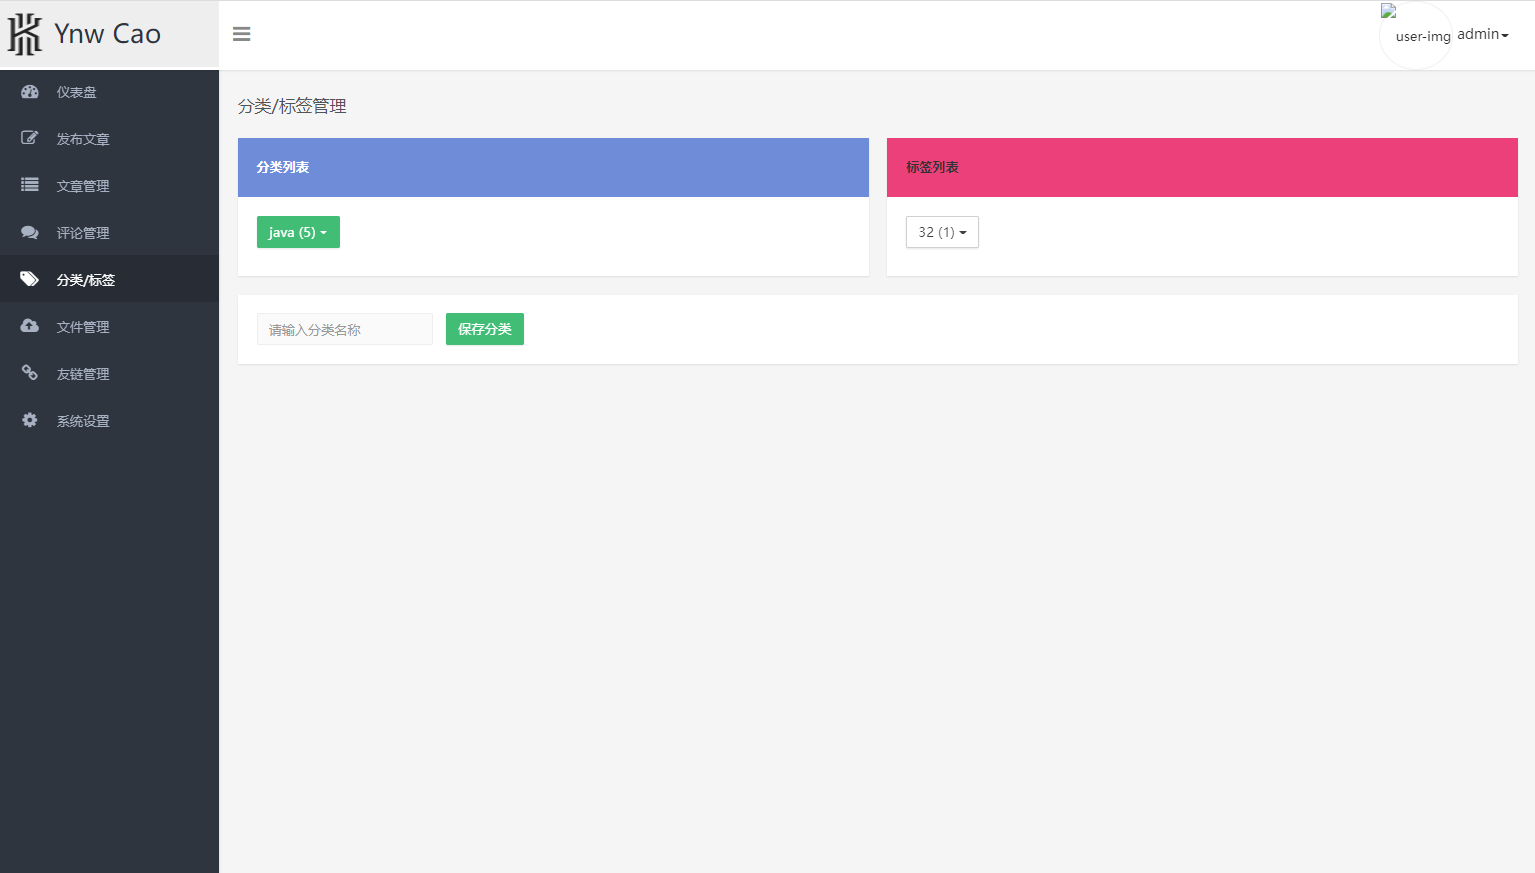 Ynw Cao
user-img admin
仪表盘
发布文章
文章管理
评论管理
分类/标签
文件管理
友链管理
系统设置
分类/标签管理
分类列表
java (5)
标签列表
32 (1)
请输入分类名称 保存分类